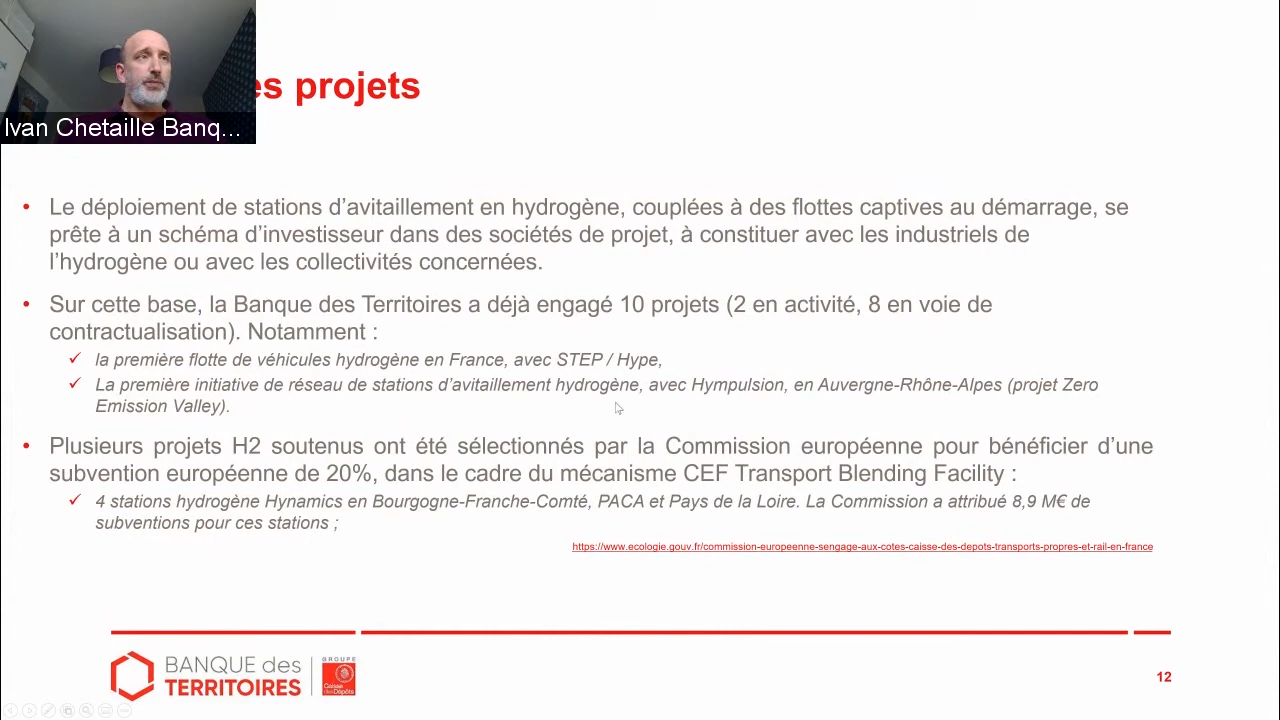 es projets
Ivan Chetaille Banq...
• Le déploiement de stations d’avitaillement en hydrogène, couplées à des flottes captives au démarrage, se
prête à un schéma d’investisseur dans des sociétés de projet, à constituer avec les industriels de
l’hydrogène ou avec les collectivités concernées.
• Sur cette base, la Banque des Territoires a déjà engagé 10 projets (2 en activité, 8 en voie de
contractualisation). Notamment :
✓ la première flotte de véhicules hydrogène en France, avec STEP / Hype,
✓ La première initiative de réseau de stations d’avitaillement hydrogène, avec Hympulsion, en Auvergne-Rhône-Alpes (projet Zero
Emission Valley).
• Plusieurs projets H2 soutenus ont été sélectionnés par la Commission européenne pour bénéficier d’une
subvention européenne de 20%, dans le cadre du mécanisme CEF Transport Blending Facility :
✓ 4 stations hydrogène Hynamics en Bourgogne-Franche-Comté, PACA et Pays de la Loire. La Commission a attribué 8,9 M€ de
subventions pour ces stations ;
https://www.ecologie.gouv.fr/commission-europeenne-sengage-aux-cotes-caisse-des-depots-transports-propres-et-rail-en-france
BANQUE des
TERRITOIRES
GROUPE
Caisse
des Dépôts
12